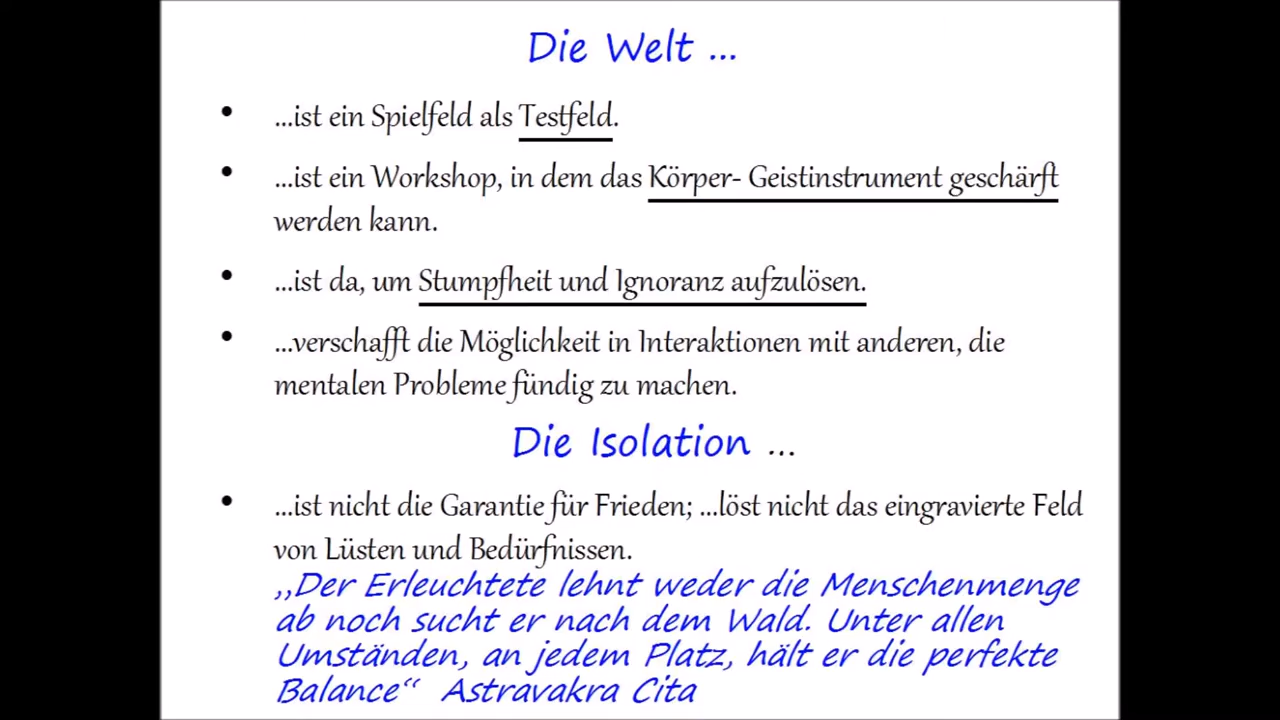 Die Welt ...
• ...ist ein Spielfeld als Testfeld.
• ...ist ein Workshop, in dem das Körper- Geistinstrument geschärft
werden kann.
• ...ist da, um Stumpfheit und Ignoranz aufzulösen.
• ...verschafft die Möglichkeit in Interaktionen mit anderen, die
mentalen Probleme fündig zu machen.
Die Isolation ...
• ...ist nicht die Garantie für Frieden; ...löst nicht das eingravierte Feld
von Lüsten und Bedürfnissen.
,,Der Erleuchtete lehnt weder die Menschenmenge
ab noch sucht er nach dem Wald. Unter allen
Umständen, an jedem Platz, hält er die perfekte
Balance“ Astravakra Cita